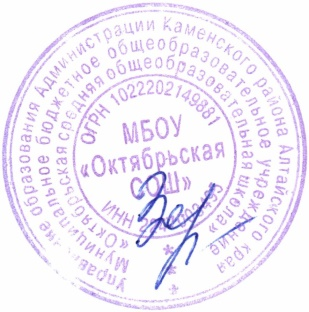 Управление образования Администрации Каменского района Алтайского края
Муниципальное бюджетное общеобразовательное учреждение
«Октябрьская средняя общеобразовательная школа»
ОГРН 1022202149881
МБОУ
«Октябрьская
СОШ»
ИНН